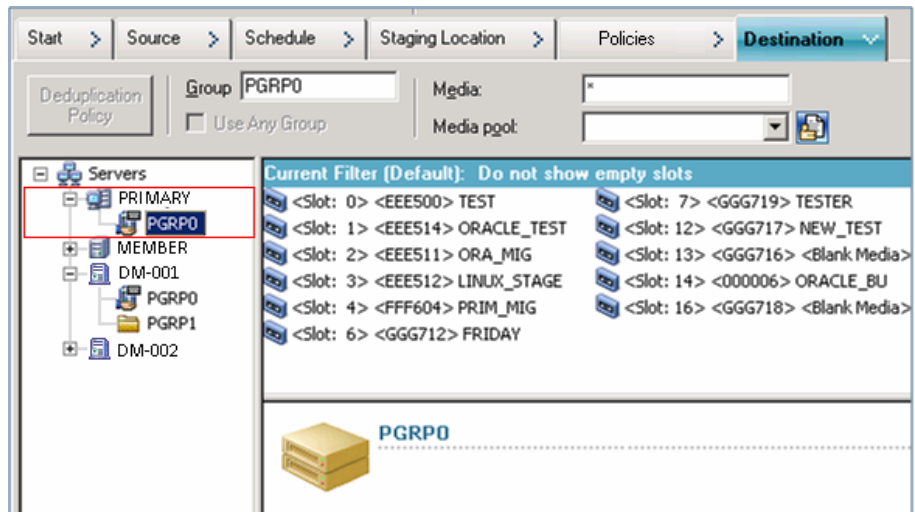 Start > Source > Schedule > Staging Location > Policies > Destination
Deduplication Policy
Group PGRP0 Media: *
Use Any Group Media pool:
Servers
PRIMARY
PGRP0
MEMBER
DM-001
PGRP0
PGRP1
DM-002
Current Filter (Default): Do not show empty slots
<Slot: 0> <EEE500> TEST
<Slot: 1> <EEE514> ORACLE_TEST
<Slot: 2> <EEE511> ORA_MIG
<Slot: 3> <EEE512> LINUX_STAGE
<Slot: 4> <FFF604> PRIM_MIG
<Slot: 6> <GGG712> FRIDAY
<Slot: 7> <GGG719> TESTER
<Slot: 12> <GGG717> NEW_TEST
<Slot: 13> <GGG716> <Blank Media>
<Slot: 14> <000006> ORACLE_BU
<Slot: 16> <GGG718> <Blank Media>
PGRP0